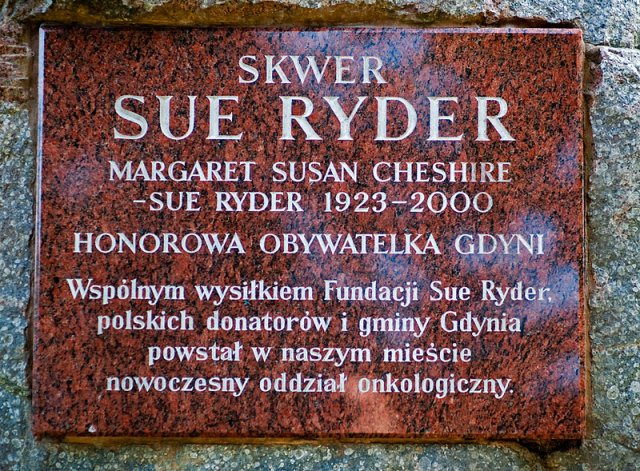 SKWER
SUE RYDER
MARGARET SUSAN CHESHIRE
-SUE RYDER 1923-2000
HONOROWA OBYWATELKA GDYNI
Wspólnym wysiłkiem Fundacji Sue Ryder,
polskich donatorów i gminy Gdynia
powstał w naszym mieście
nowoczesny oddział onkologiczny.